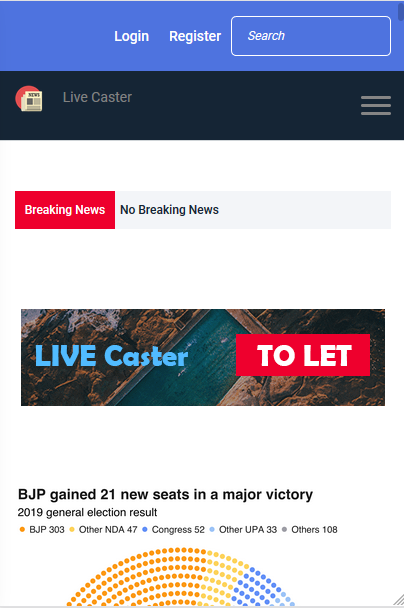 Login Register Search
NEWS
Live Caster
Breaking News No Breaking News
LIVE Caster TO LET
BJP gained 21 new seats in a major victory
2019 general election result
BJP 303 Other NDA 47 Congress 52 Other UPA 33 Others 108